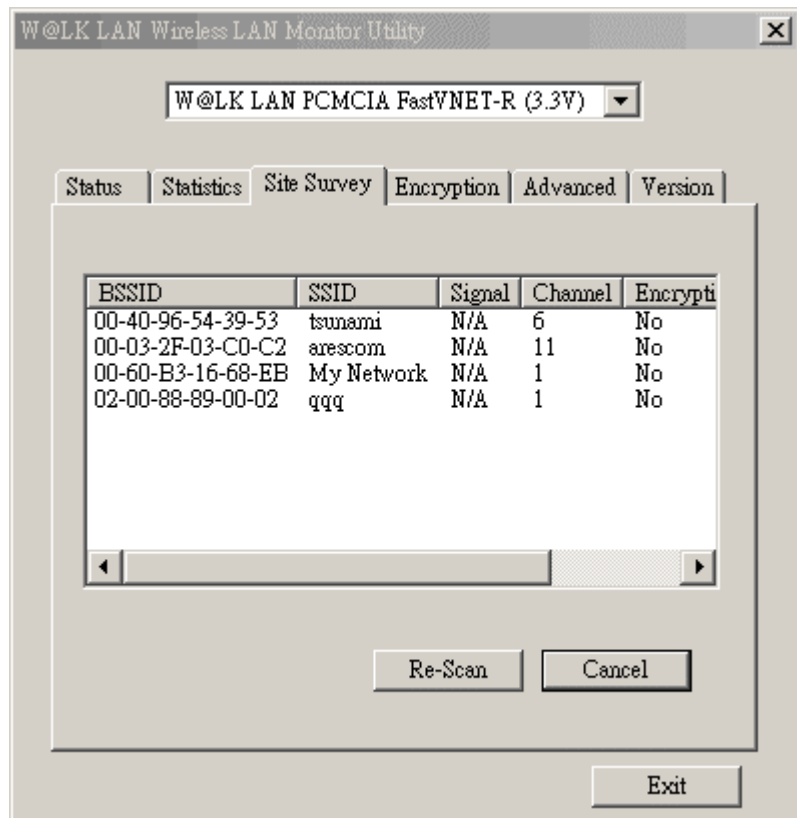 W@LK LAN Wireless LAN Monitor Utility
W@LK LAN PCMCIA FastVNET-R (3.3V)
Status Statistics Site Survey Encryption Advanced Version
BSSID SSID Signal Channel Encrypti
00-40-96-54-39-53 tsunami N/A 6 No
00-03-2F-03-C0-C2 arescom N/A 11 No
00-60-B3-16-68-EB My Network N/A 1 No
02-00-88-89-00-02 qqq N/A 1 No
Re-Scan Cancel
Exit